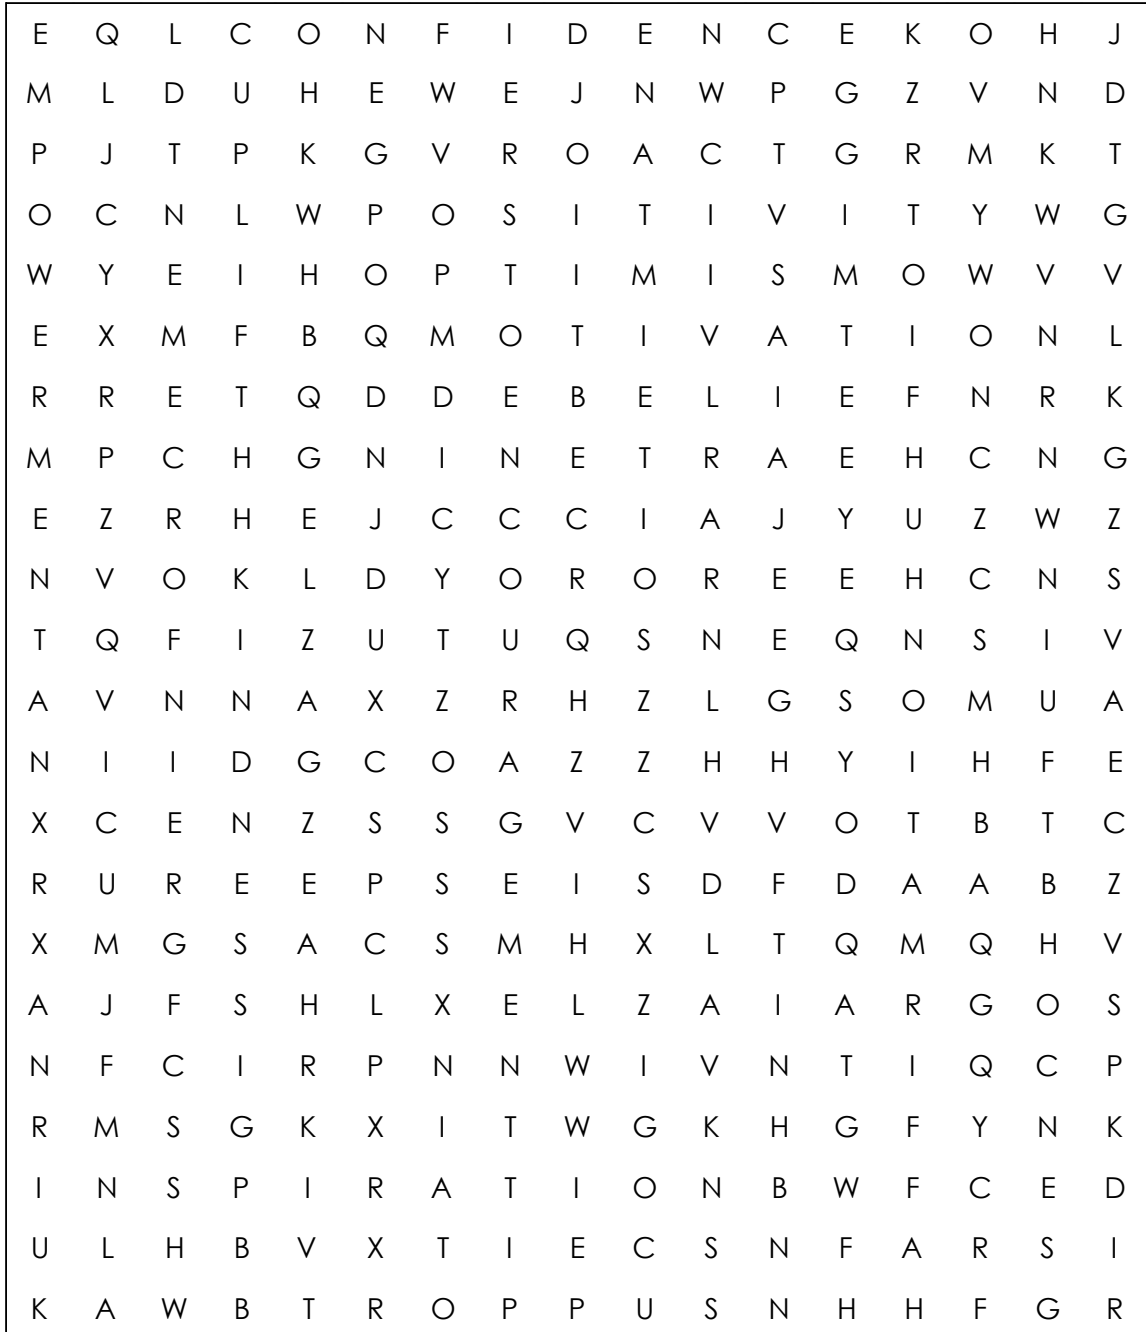 E Q L C O N F I D E N C E K O H J
M L D U H E W E J N W P G Z V N D
P J T P K G V R O A C T G R M K T
O C N L W P O S I T I V I T Y W G
W Y E I H O P T I M I S M O W V V
E X M F B Q M O T I V A T I O N L
R R E T Q D D E B E L I E F N R K
M P C H G N I N E T R A E H C N G
E Z R H E J C C C I A J Y U Z W Z
N V O K L D Y O R O R E E H C N S
T Q F I Z U T U Q S N E Q N S I V
A V N N A X Z R H Z L G S O M U A
N I I D G C O A Z Z H H Y I H F E
X C E N Z S S G V C V V O T B T C
R U R E E P S E I S D F D A A B Z
X M G S A C S M H X L T Q M Q H V
A J F S H L X E L Z A I A R G O S
N F C I R P N N W I V N T I Q C P
R M S G K X I T W G K H G F Y N K
I N S P I R A T I O N B W F C E D
U L H B V X T I E C S N F A R S I
K A W B T R O P P U S N H H F G R